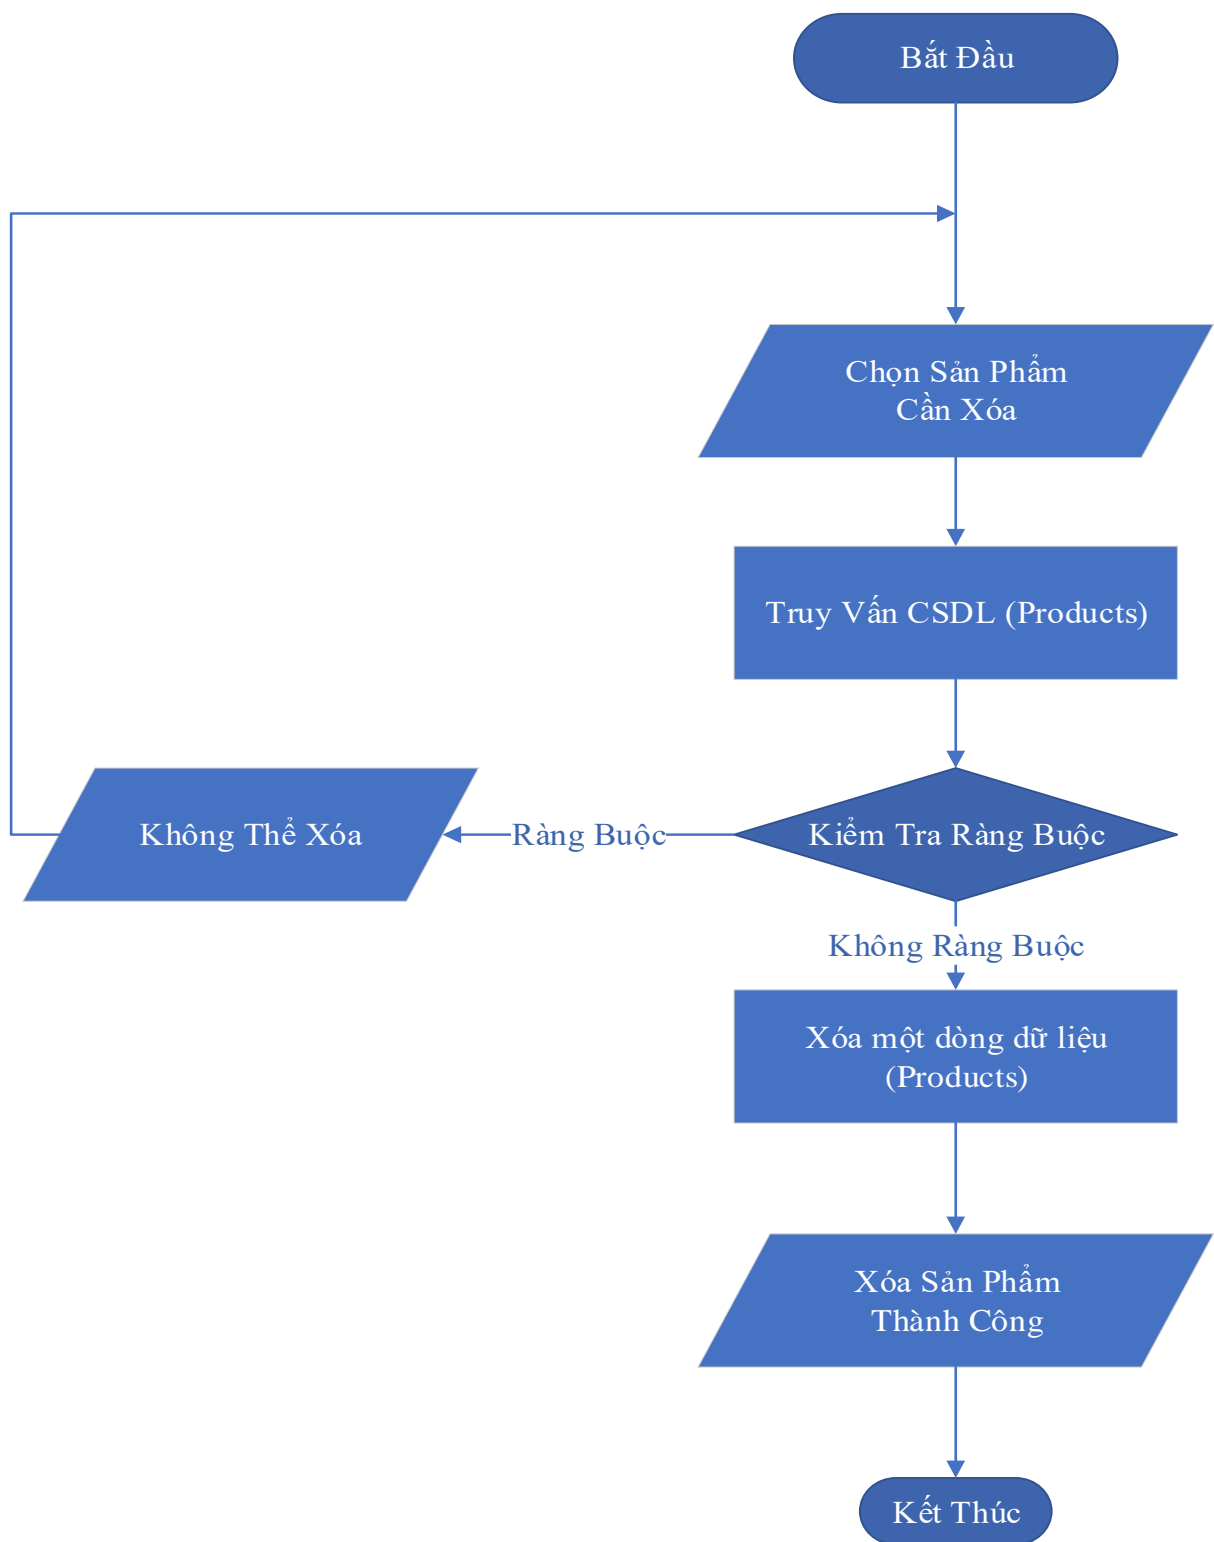 Bắt Đầu
Chọn Sản Phẩm
Cần Xóa
Truy Vấn CSDL (Products)
Không Thể Xóa
Ràng Buộc
Kiểm Tra Ràng Buộc
Không Ràng Buộc
Xóa một dòng dữ liệu
(Products)
Xóa Sản Phẩm
Thành Công
Kết Thúc